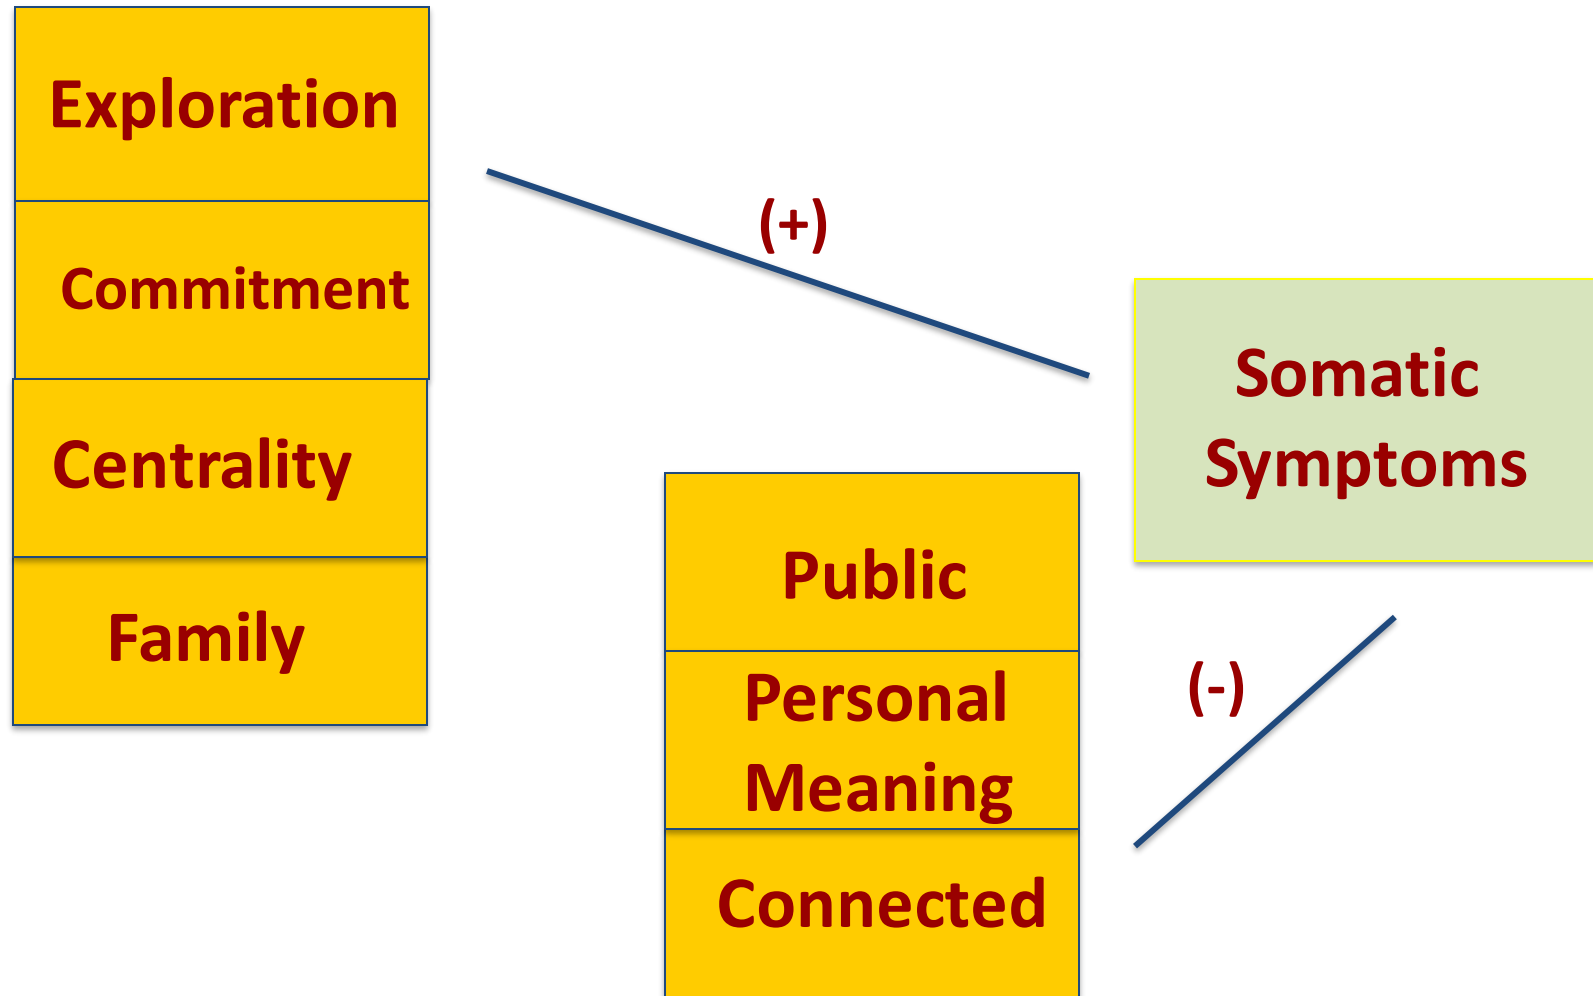 Exploration
Commitment
Centrality
Family
(+)
Somatic
Symptoms
Public
Personal
Meaning
Connected
(-)